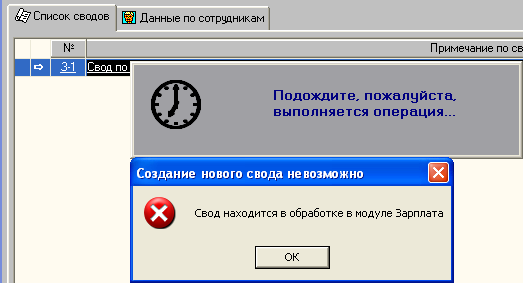 Список сводов
Данные по сотрудникам
№
Примечание по св
3-1
Свод по
Подождите, пожалуйста,
выполняется операция...
Создание нового свода невозможно
Свод находится в обработке в модуле Зарплата
OK